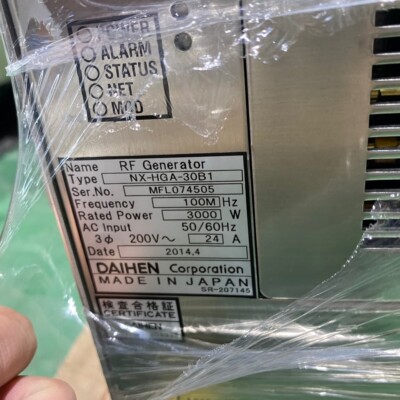 POWER
ALARM
STATUS
NET
MOD
Name RF Generator
Type NX-HGA-30B1
Ser.No. MFL074505
Frequency 100M Hz
Rated Power 3000 W
AC Input 50/60Hz
3φ 200V～ 24 A
Date 2014.4
DAIHEN Corporation
MADE IN JAPAN
SR-207145
検査合格証
CERTIFICATE
DAIHEN